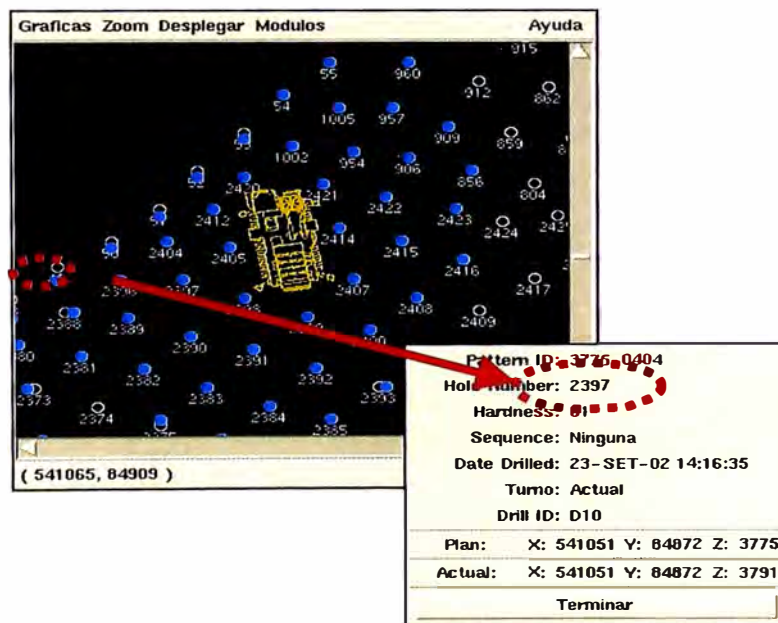 Graficas Zoom Desplegar Modulos Ayuda
915
55 960
912 862
54
1005 957
909 859
53
1002 954
906 856 804
52 2420 2421
2422 2423 2424
51 2412
2414 2415 2416 2417
50 2404 2405
2407 2408 2409
2388 2389
2390 2391 2392 2393
2381 2382 2383 2384 2385
2373 2374
( 541065, 84909 )
Pattern ID: 3775_0404
Hole Number: 2397
Hardness:
Sequence: Ninguna
Date Drilled: 23-SET-02 14:16:35
Turno: Actual
Drill ID: D10
Plan: X: 541051 Y: 84872 Z: 3775
Actual: X: 541051 Y: 84872 Z: 3791
Terminar